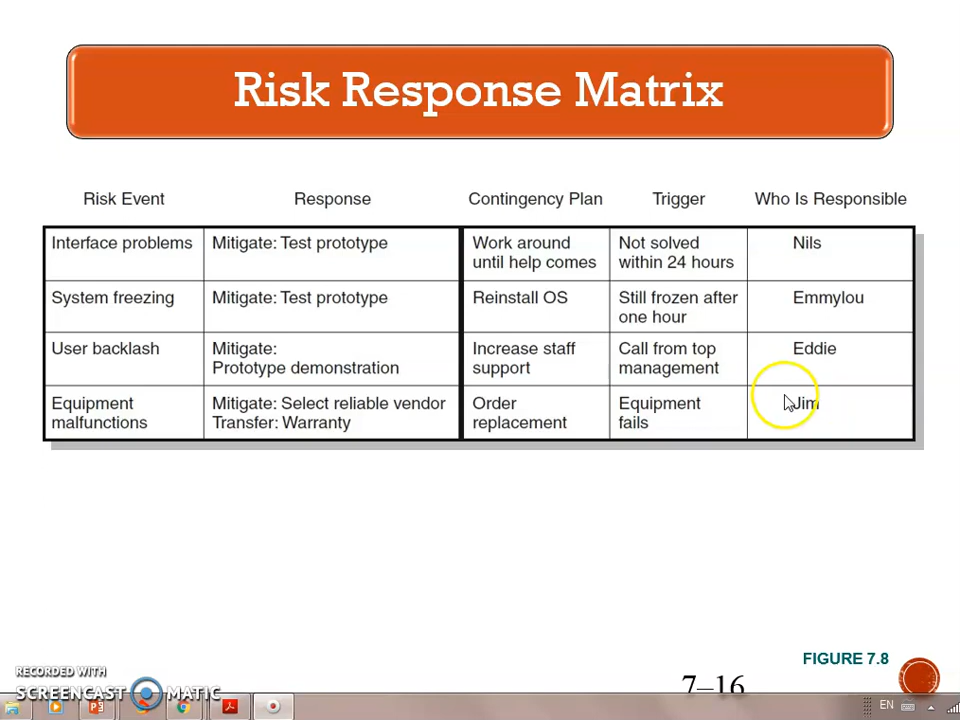 Risk Response Matrix
Risk Event Response Contingency Plan Trigger Who Is Responsible
Interface problems Mitigate: Test prototype Work around Not solved Nils
until help comes within 24 hours
System freezing Mitigate: Test prototype Reinstall OS Still frozen after Emmylou
one hour
User backlash Mitigate: Increase staff Call from top Eddie
Prototype demonstration support management
Equipment Mitigate: Select reliable vendor Order Equipment Jim
malfunctions Transfer: Warranty replacement fails
FIGURE 7.8
7–16
RECORDED WITH
SCREENCAST MATIC
EN